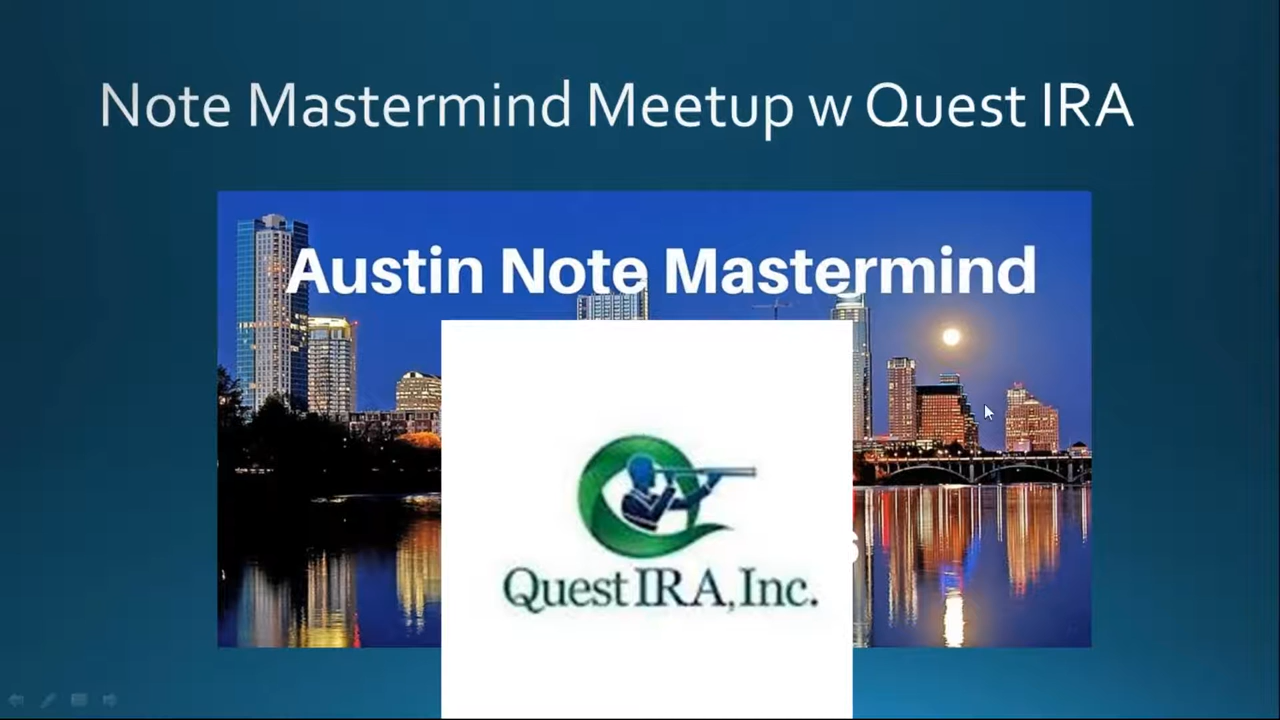 Note Mastermind Meetup w Quest IRA
Austin Note Mastermind
Quest IRA, Inc.